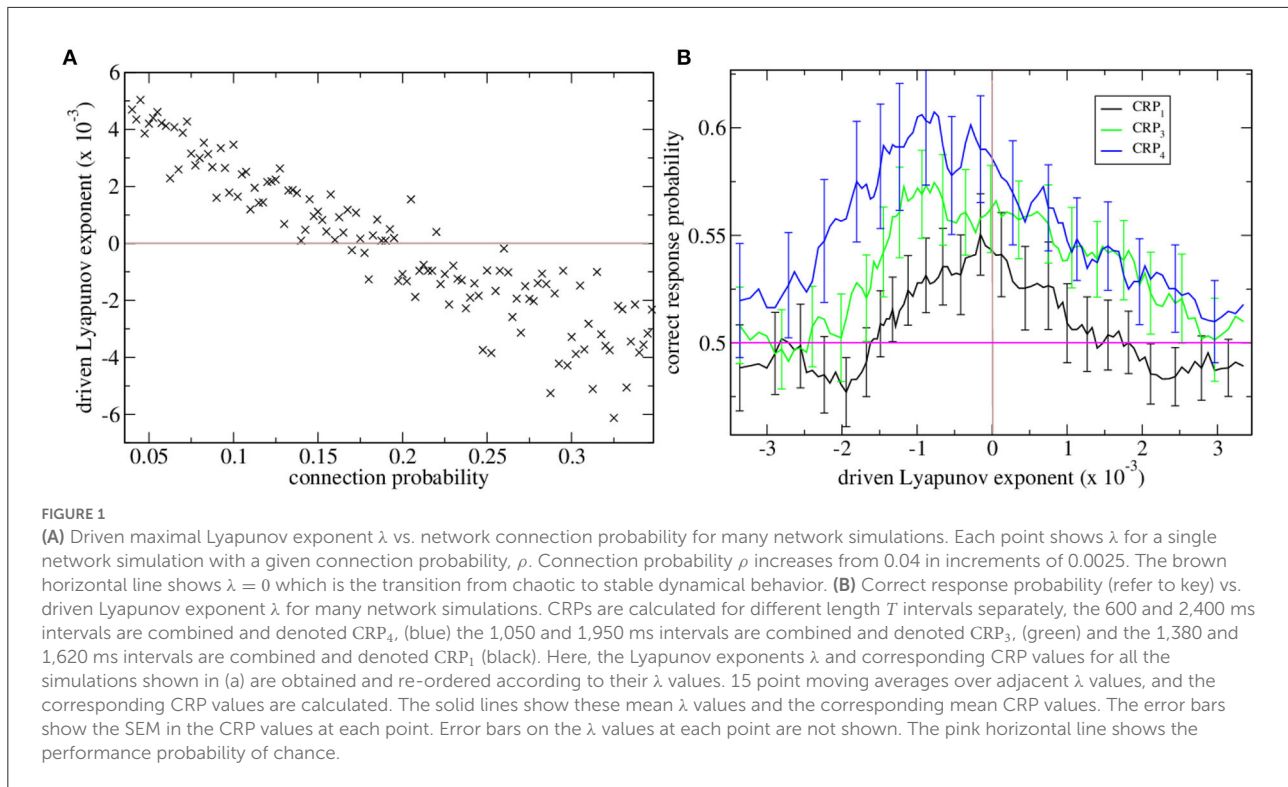 A
driven Lyapunov exponent (x 10⁻³)
6
4
2
0
-2
-4
-6
0.05 0.1 0.15 0.2 0.25 0.3
connection probability
B
correct response probability
0.6
0.55
0.5
CRP₁
CRP₃
CRP₄
-3 -2 -1 0 1 2 3
driven Lyapunov exponent (x 10⁻³)
FIGURE 1
(A) Driven maximal Lyapunov exponent λ vs. network connection probability for many network simulations. Each point shows λ for a single
network simulation with a given connection probability, ρ. Connection probability ρ increases from 0.04 in increments of 0.0025. The brown
horizontal line shows λ = 0 which is the transition from chaotic to stable dynamical behavior. (B) Correct response probability (refer to key) vs.
driven Lyapunov exponent λ for many network simulations. CRPs are calculated for different length T intervals separately, the 600 and 2,400 ms
intervals are combined and denoted CRP₄, (blue) the 1,050 and 1,950 ms intervals are combined and denoted CRP₃, (green) and the 1,380 and
1,620 ms intervals are combined and denoted CRP₁ (black). Here, the Lyapunov exponents λ and corresponding CRP values for all the
simulations shown in (a) are obtained and re-ordered according to their λ values. 15 point moving averages over adjacent λ values, and the
corresponding CRP values are calculated. The solid lines show these mean λ values and the corresponding mean CRP values. The error bars
show the SEM in the CRP values at each point. Error bars on the λ values at each point are not shown. The pink horizontal line shows the
performance probability of chance.